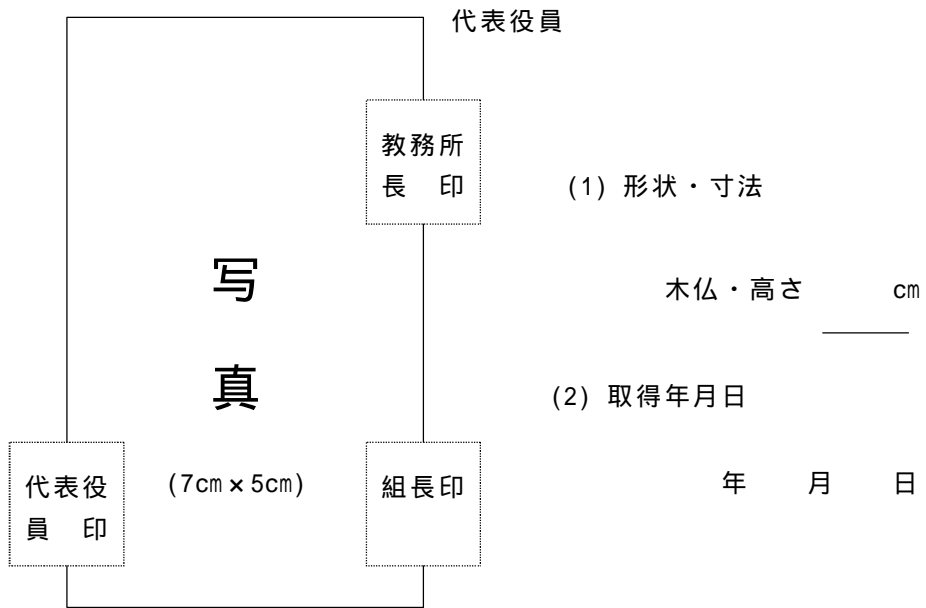 代表役員
教務所
長　印
(1) 形状・寸法
写
木仏・高さ　　　cm
真
(2) 取得年月日
代表役
員　印
(7cm×5cm)
組長印
年　　月　　日